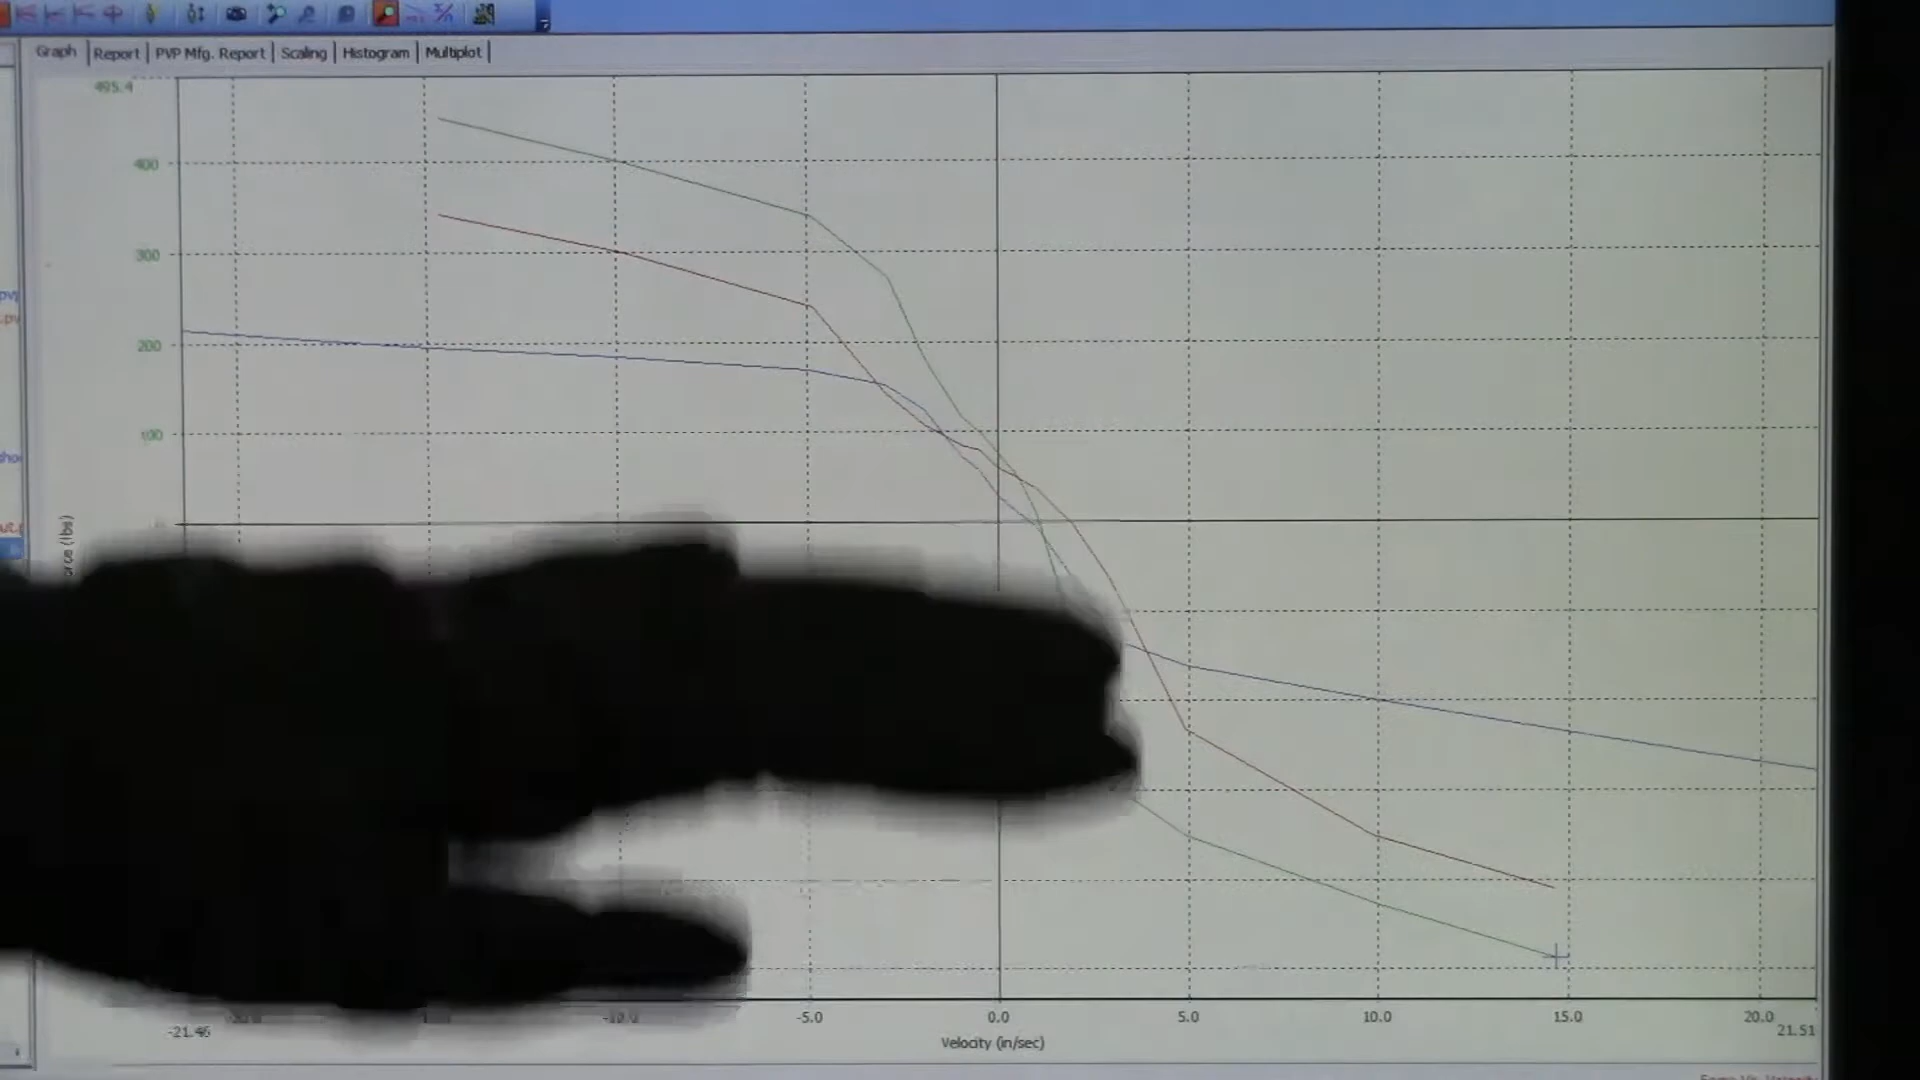 Graph Report PVP Mfg. Report Scaling Histogram Multiplot
495.4
400
300
200
100
-5.0 0.0 5.0 10.0 15.0 20.0
-21.46 21.51
Velocity (in/sec)